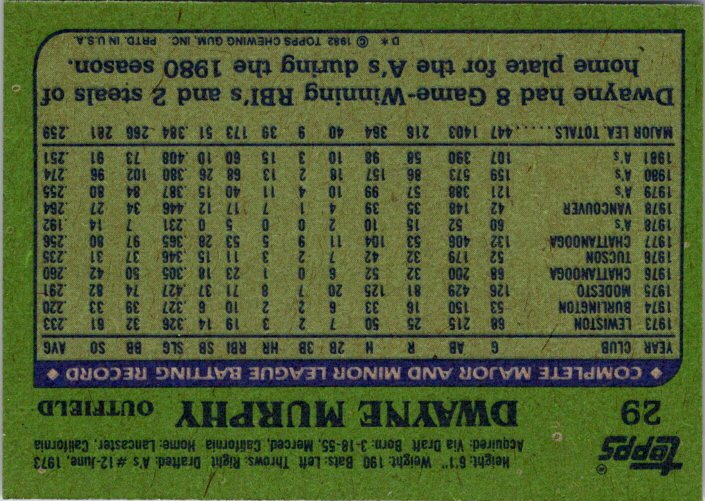 topps®
Height: 6'1" Weight: 190 Bats: Left Throws: Right Drafted: A's #12-June, 1973
Acquired: Via Draft Born: 3-18-55, Merced, California Home: Lancaster, California
29 DWAYNE MURPHY OUTFIELD
COMPLETE MAJOR AND MINOR LEAGUE BATTING RECORD
YEAR CLUB G AB R H 2B 3B HR RBI SB SLG BB SO AVG
1973 LEWISTON 68 215 25 50 7 2 3 19 14 .326 32 61 .233
1974 BURLINGTON 53 150 16 33 6 2 2 10 6 .327 39 33 .220
1975 MODESTO 126 429 81 125 20 7 8 71 37 .427 74 82 .291
1976 CHATTANOOGA 68 200 32 52 6 0 1 23 18 .305 50 42 .260
1976 TUCSON 52 179 32 42 7 2 3 11 15 .346 37 31 .235
1977 CHATTANOOGA 132 406 53 104 11 9 5 53 28 .365 97 80 .256
1978 A's 60 52 15 10 2 0 0 5 0 .231 7 14 .192
1978 VANCOUVER 42 148 35 39 4 1 7 17 12 .446 34 27 .264
1979 A's 121 388 57 99 10 4 11 40 15 .387 84 80 .255
1980 A's 159 573 86 157 18 2 13 68 26 .380 102 96 .274
1981 A's 107 390 58 98 10 3 15 60 10 .408 73 91 .251
MAJOR LEA TOTALS..... 447 1403 216 364 40 9 39 173 51 .384 266 281 .259
Dwayne had 8 Game-Winning RBI's and 2 steals of
home plate for the A's during the 1980 season.
D* © 1982 TOPPS CHEWING GUM, INC. PRTD. IN U.S.A.